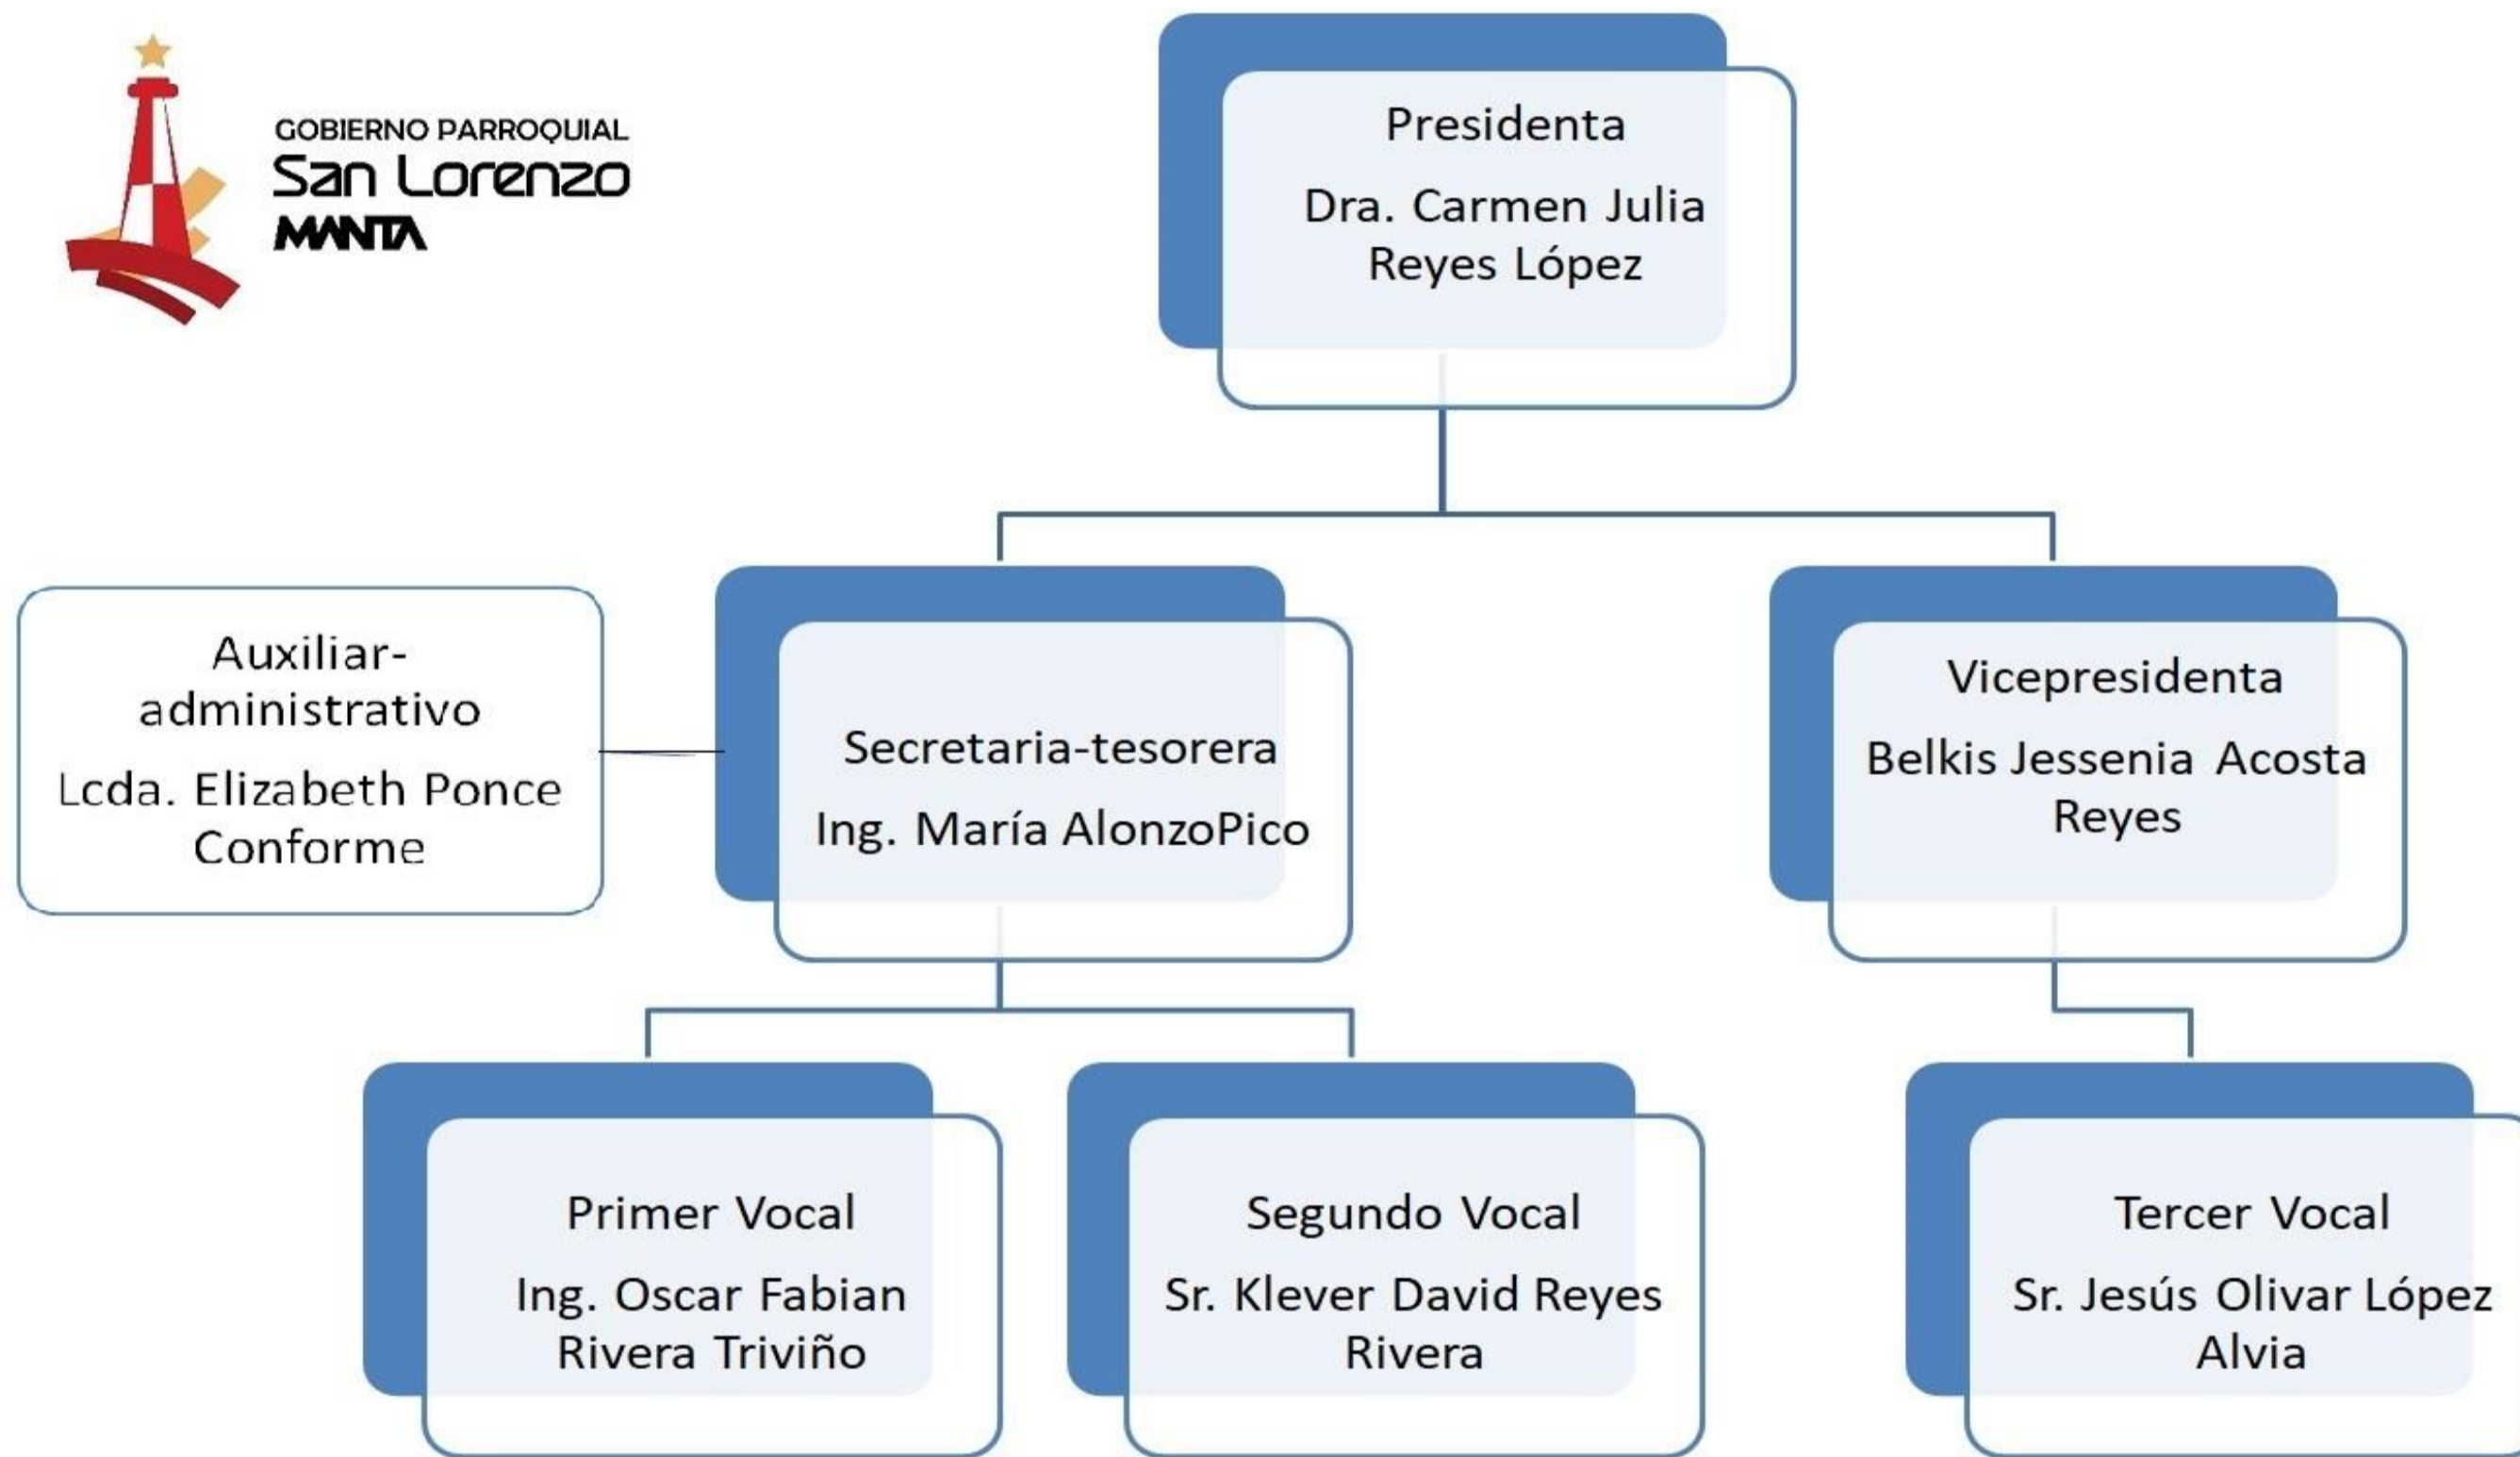 GOBIERNO PARROQUIAL
San Lorenzo
MANTA
Presidenta
Dra. Carmen Julia
Reyes López
Auxiliar-
administrativo
Lcda. Elizabeth Ponce
Conforme
Secretaria-tesorera
Ing. María AlonzoPico
Vicepresidenta
Belkis Jessenia Acosta
Reyes
Primer Vocal
Ing. Oscar Fabian
Rivera Triviño
Segundo Vocal
Sr. Klever David Reyes
Rivera
Tercer Vocal
Sr. Jesús Olivar López
Alvia